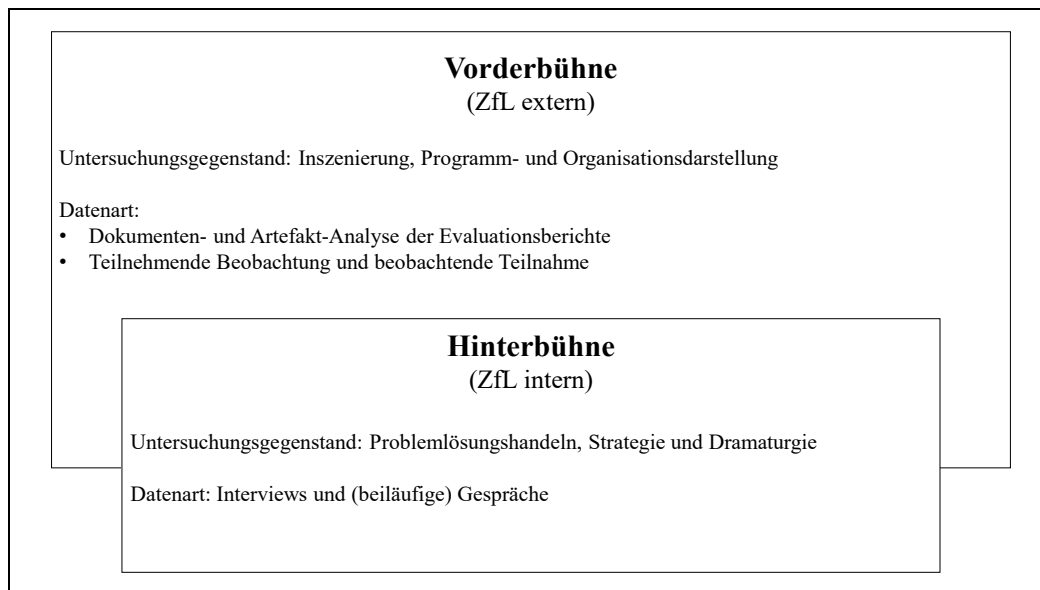 Vorderbühne
(ZfL extern)
Untersuchungsgegenstand: Inszenierung, Programm- und Organisationsdarstellung
Datenart:
• Dokumenten- und Artefakt-Analyse der Evaluationsberichte
• Teilnehmende Beobachtung und beobachtende Teilnahme
Hinterbühne
(ZfL intern)
Untersuchungsgegenstand: Problemlösungshandeln, Strategie und Dramaturgie
Datenart: Interviews und (beiläufige) Gespräche